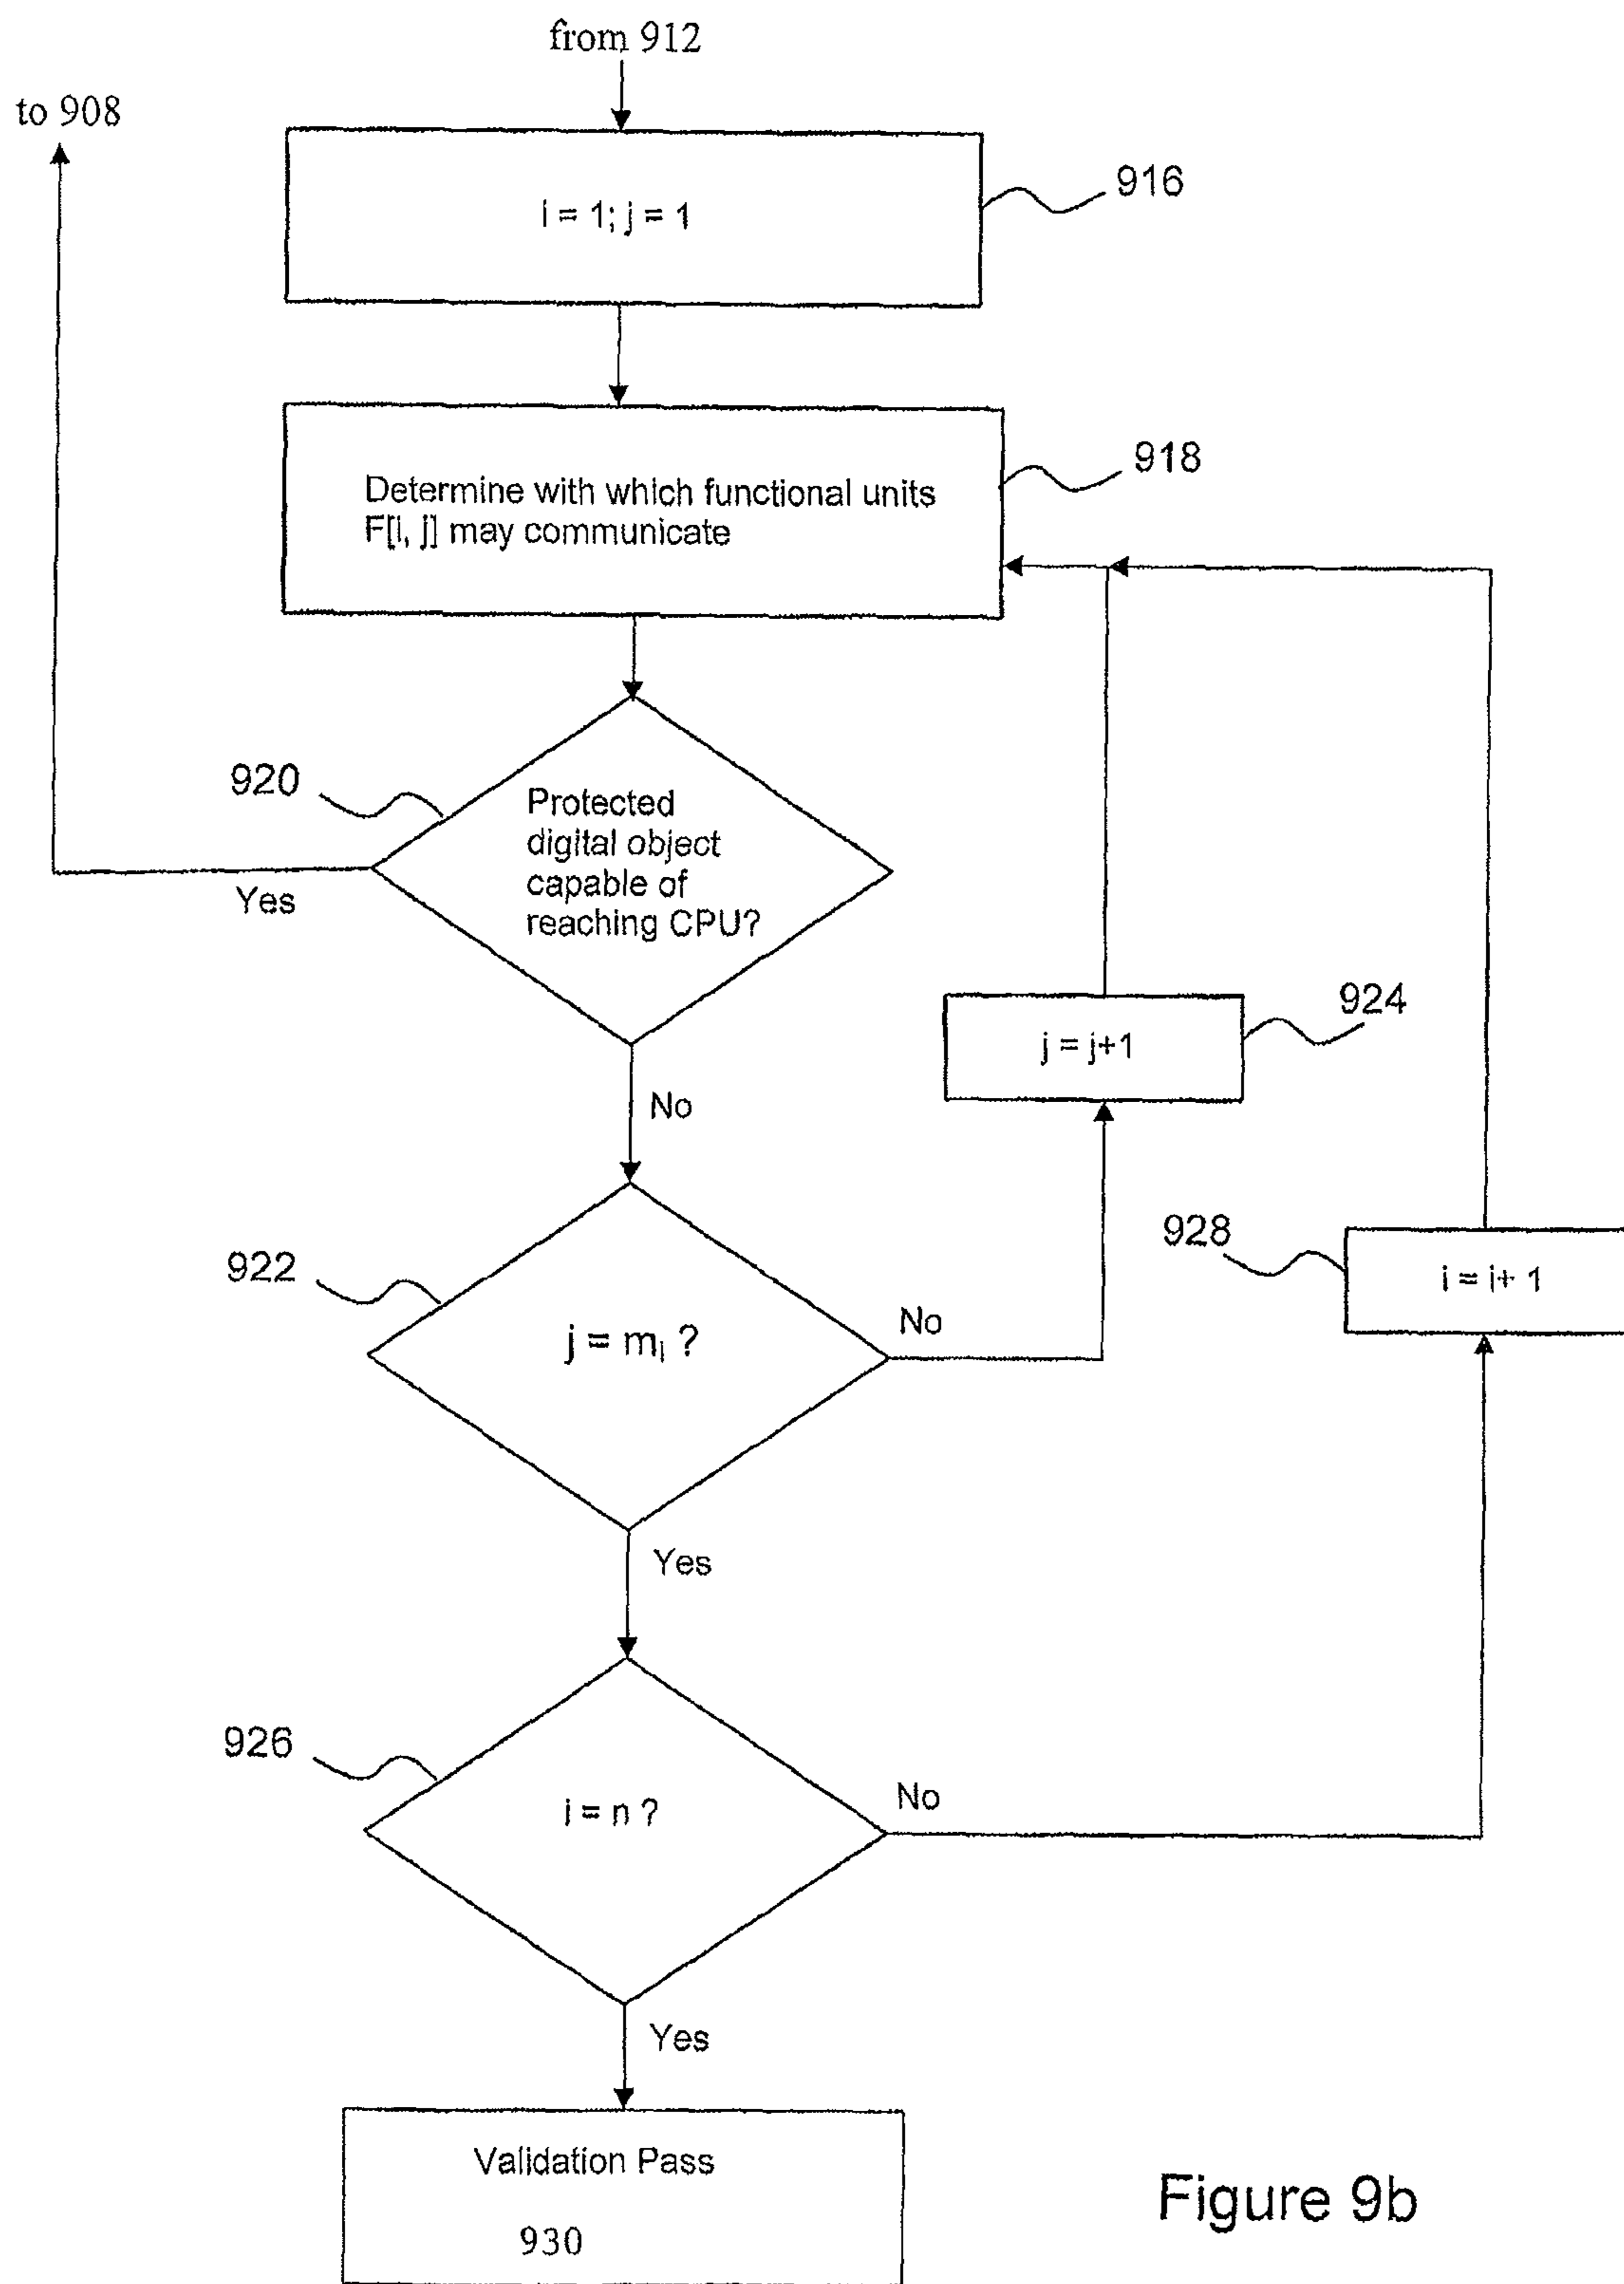 from 912
to 908
i = 1; j = 1
916
Determine with which functional units
F[i, j] may communicate
918
920
Protected
digital object
capable of
reaching CPU?
Yes
No
j = j+1
924
922
j = mᵢ ?
No
928
i = i+ 1
Yes
926
i = n ?
No
Yes
Validation Pass
930
Figure 9b